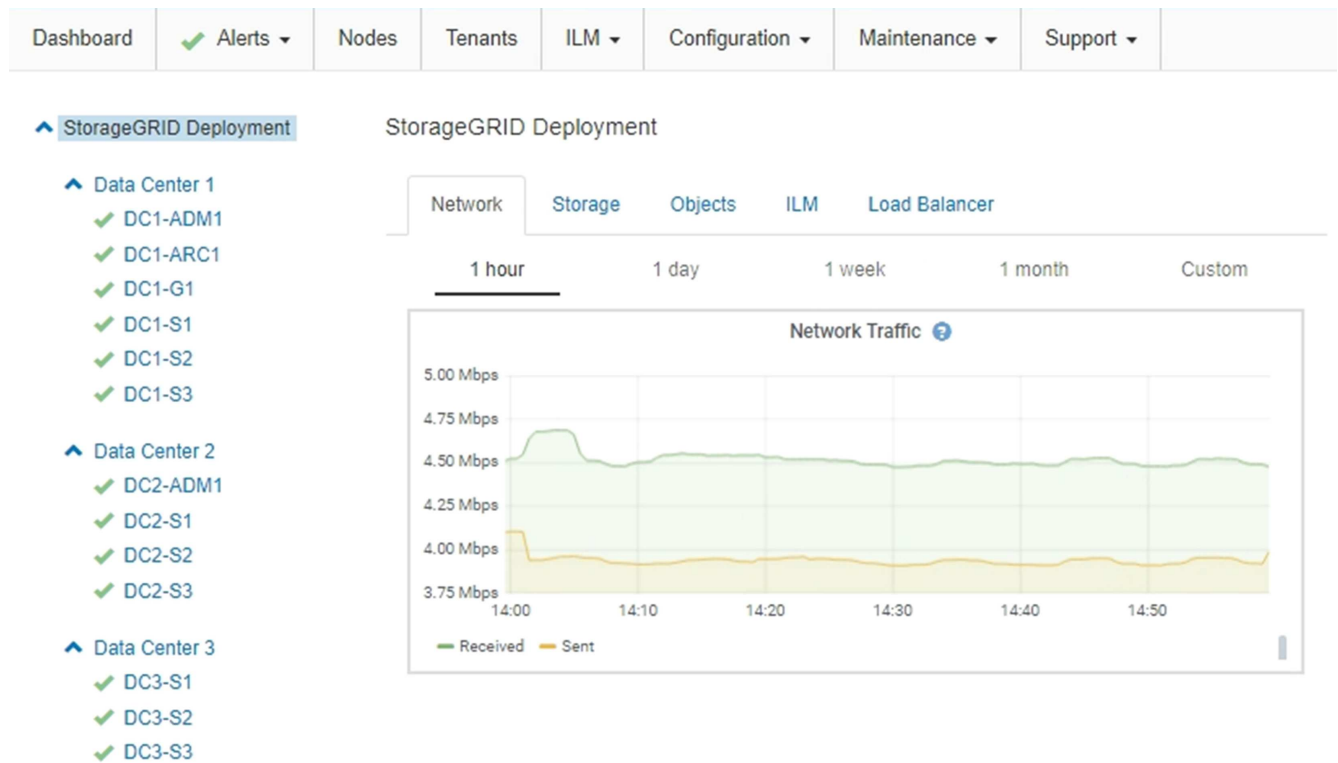 Dashboard Alerts Nodes Tenants ILM Configuration Maintenance Support
StorageGRID Deployment
Data Center 1
DC1-ADM1
DC1-ARC1
DC1-G1
DC1-S1
DC1-S2
DC1-S3
Data Center 2
DC2-ADM1
DC2-S1
DC2-S2
DC2-S3
Data Center 3
DC3-S1
DC3-S2
DC3-S3
StorageGRID Deployment
Network Storage Objects ILM Load Balancer
1 hour 1 day 1 week 1 month Custom
Network Traffic ?
5.00 Mbps
4.75 Mbps
4.50 Mbps
4.25 Mbps
4.00 Mbps
3.75 Mbps
14:00 14:10 14:20 14:30 14:40 14:50
Received Sent